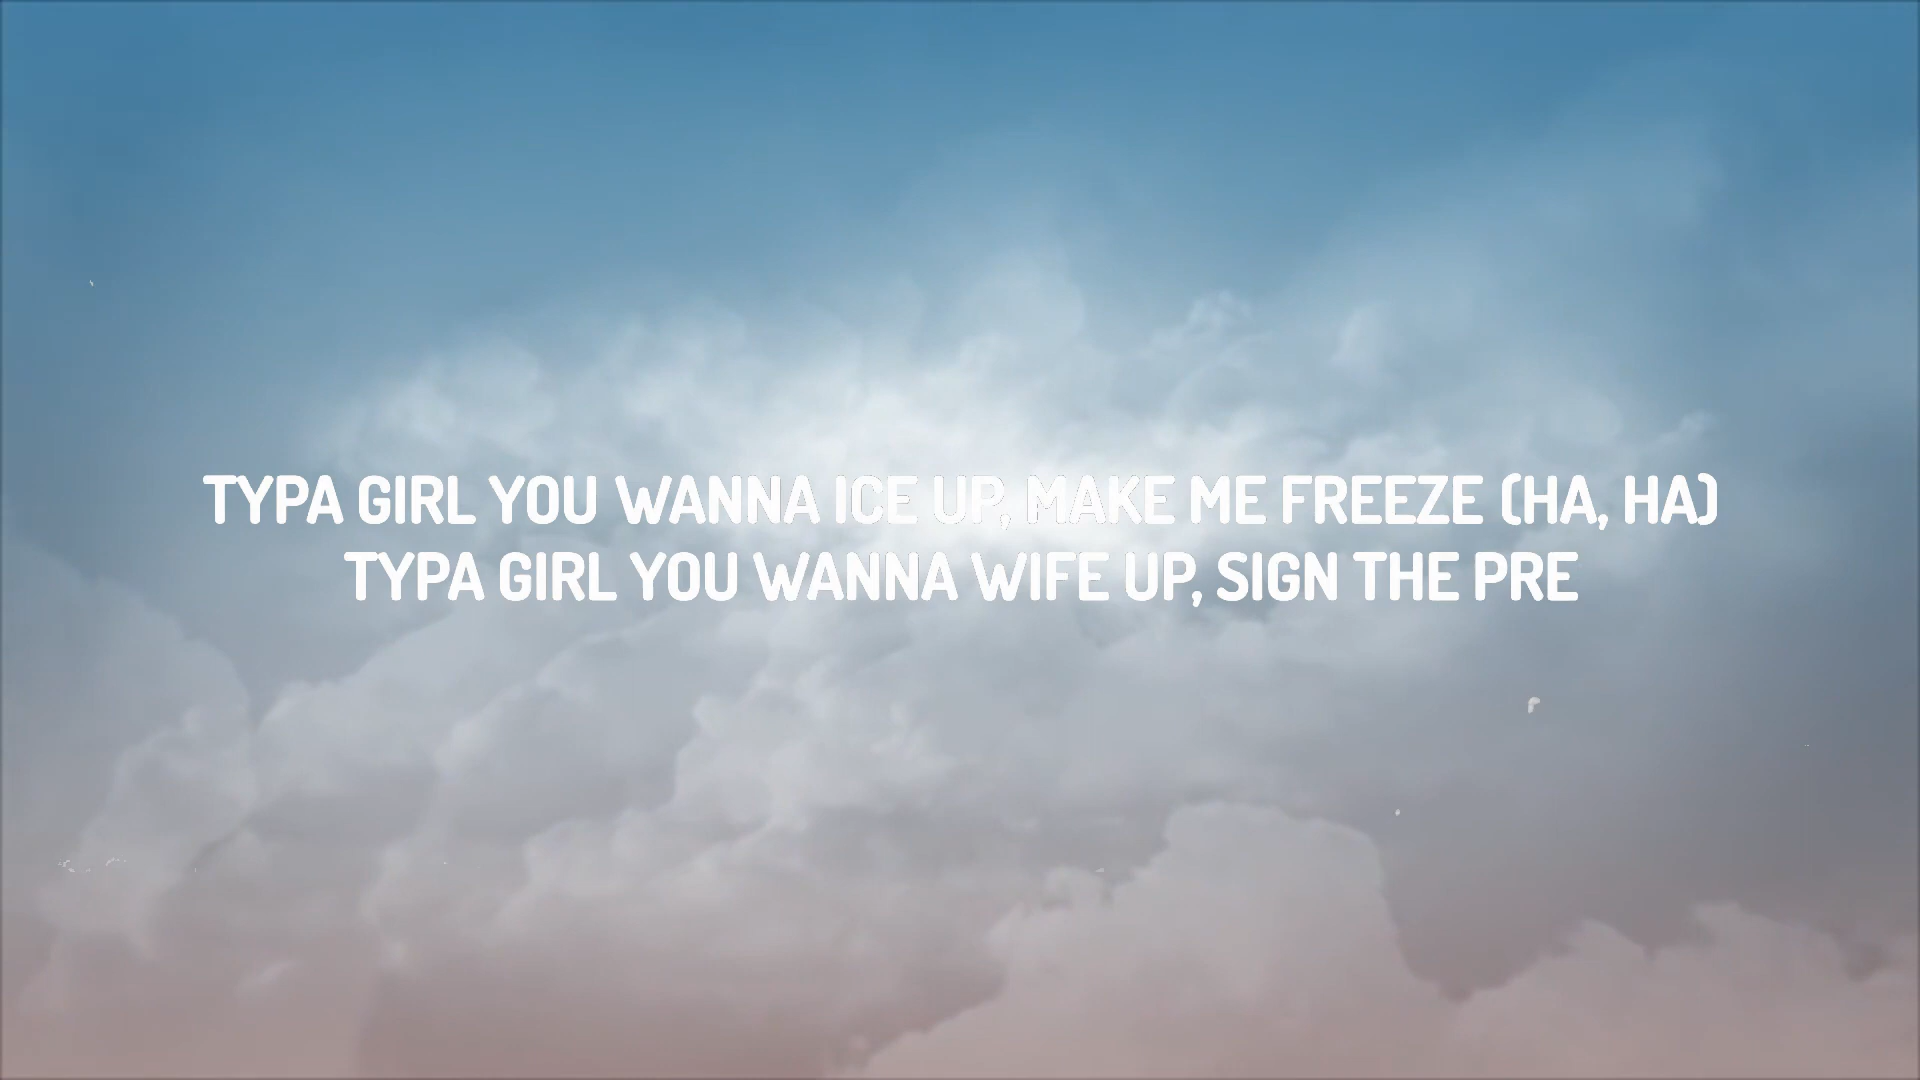 TYPA GIRL YOU WANNA ICE UP, MAKE ME FREEZE (HA, HA)
TYPA GIRL YOU WANNA WIFE UP, SIGN THE PRE